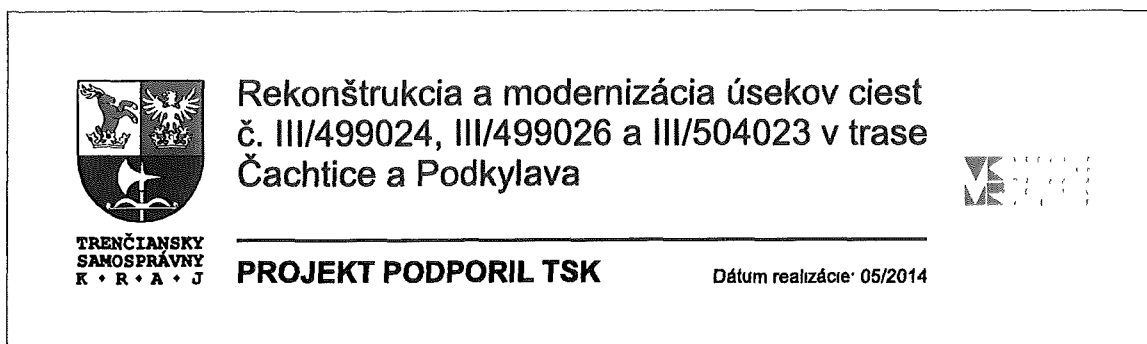 Rekonštrukcia a modernizácia úsekov ciest
č. III/499024, III/499026 a III/504023 v trase
Čachtice a Podkylava
TRENČIANSKY
SAMOSPRÁVNY
K • R • A • J
PROJEKT PODPORIL TSK
Dátum realizácie: 05/2014